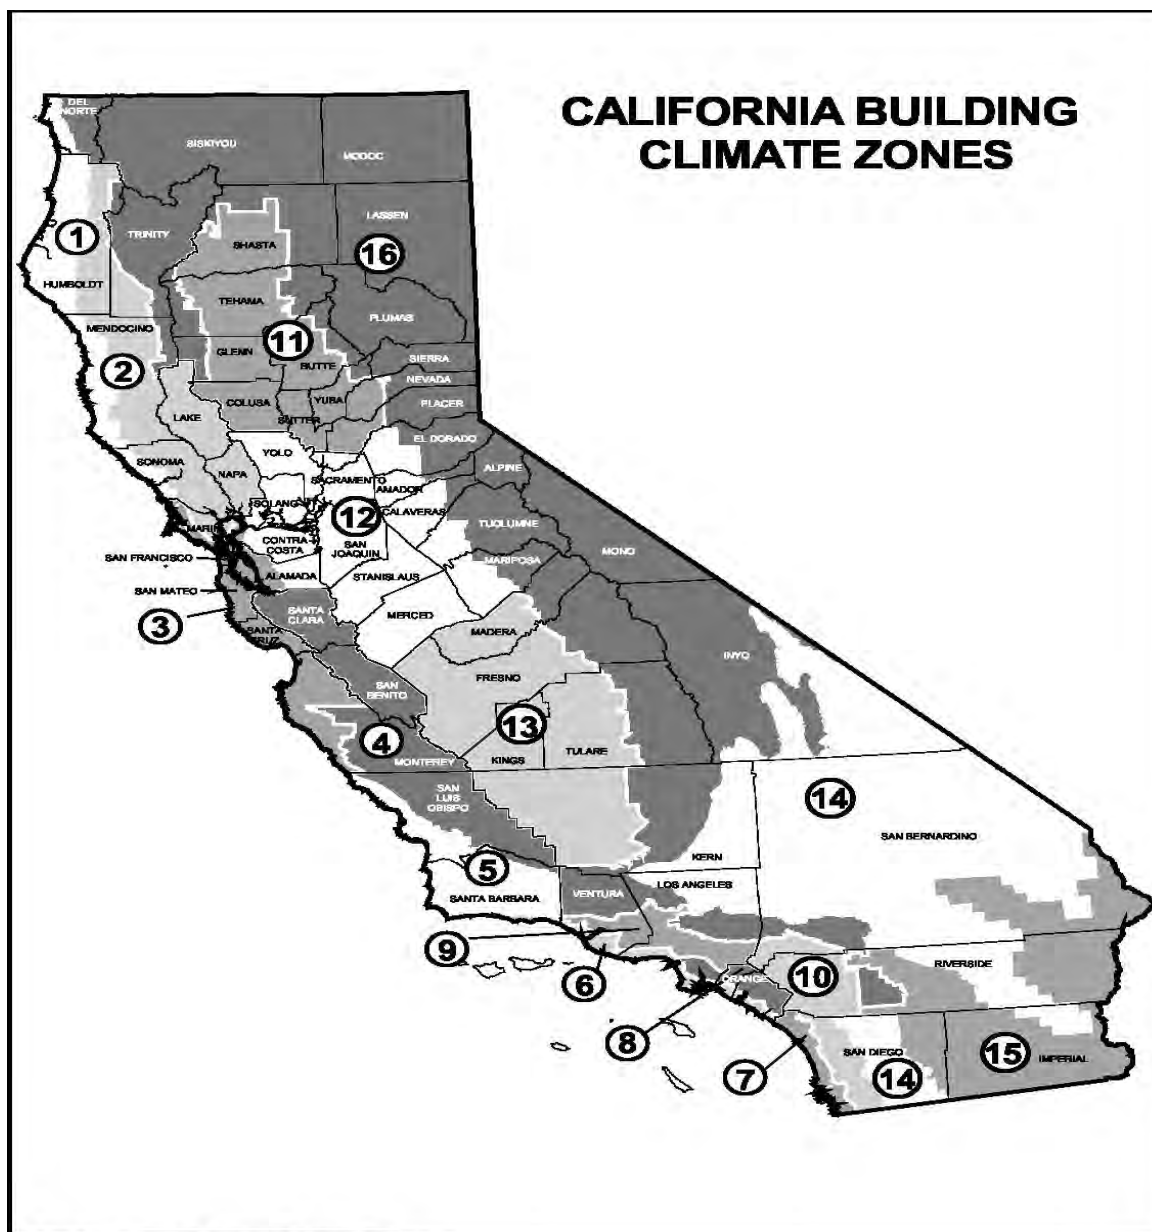 CALIFORNIA BUILDING
CLIMATE ZONES
DEL
NORTE
SISKIYOU
MODOC
1
TRINITY
SHASTA
LASSEN
16
HUMBOLDT
TEHAMA
PLUMAS
MENDOCINO
11
GLENN
BUTTE
SIERRA
2
NEVADA
COLUSA
YUBA
PLACER
LAKE
SUTTER
EL DORADO
YOLO
SONOMA
NAPA
ALPINE
SACRAMENTO
AMADOR
SOLANO
12
CALAVERAS
TUOLUMNE
MARIN
CONTRA
COSTA
SAN
JOAQUIN
MONO
SAN FRANCISCO
MARIPOSA
ALAMADA
STANISLAUS
SAN MATEO
3
SANTA
CLARA
MERCED
SANTA
CRUZ
MADERA
INYO
SAN
BENITO
FRESNO
4
13
TULARE
MONTEREY
KINGS
SAN
LUIS
OBISPO
14
SAN BERNARDINO
KERN
5
LOS ANGELES
SANTA BARBARA
VENTURA
9
6
ORANGE
10
RIVERSIDE
8
7
SAN DIEGO
14
15
IMPERIAL